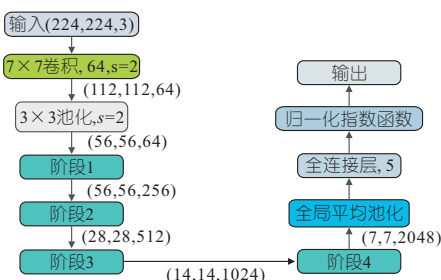 输入(224,224,3)
7×7卷积, 64,s=2
(112,112,64)
3×3池化,s=2
(56,56,64)
阶段1
(56,56,256)
阶段2
(28,28,512)
阶段3
(14,14,1024)
阶段4
(7,7,2048)
全局平均池化
全连接层, 5
归一化指数函数
输出